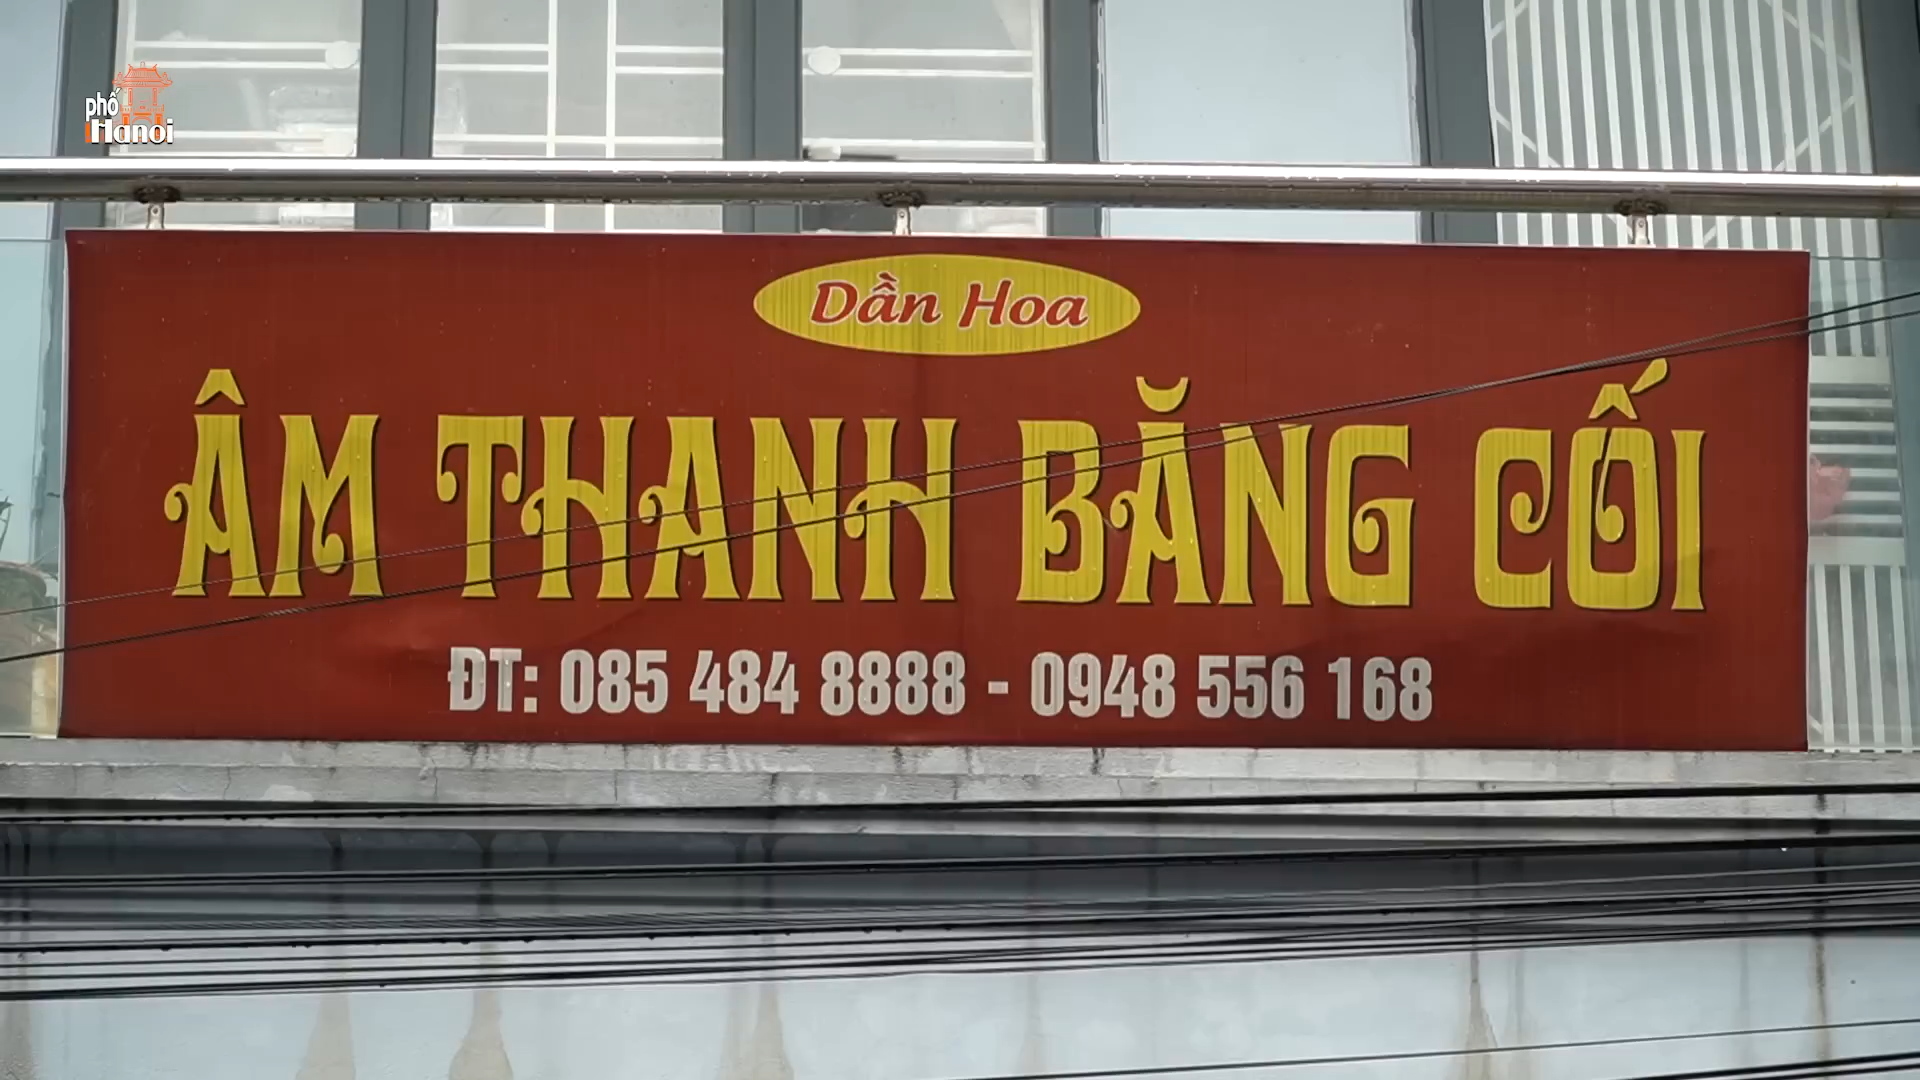 phố
Hanoi
Dần Hoa
ÂM THANH BĂNG CỐI
ĐT: 085 484 8888 - 0948 556 168